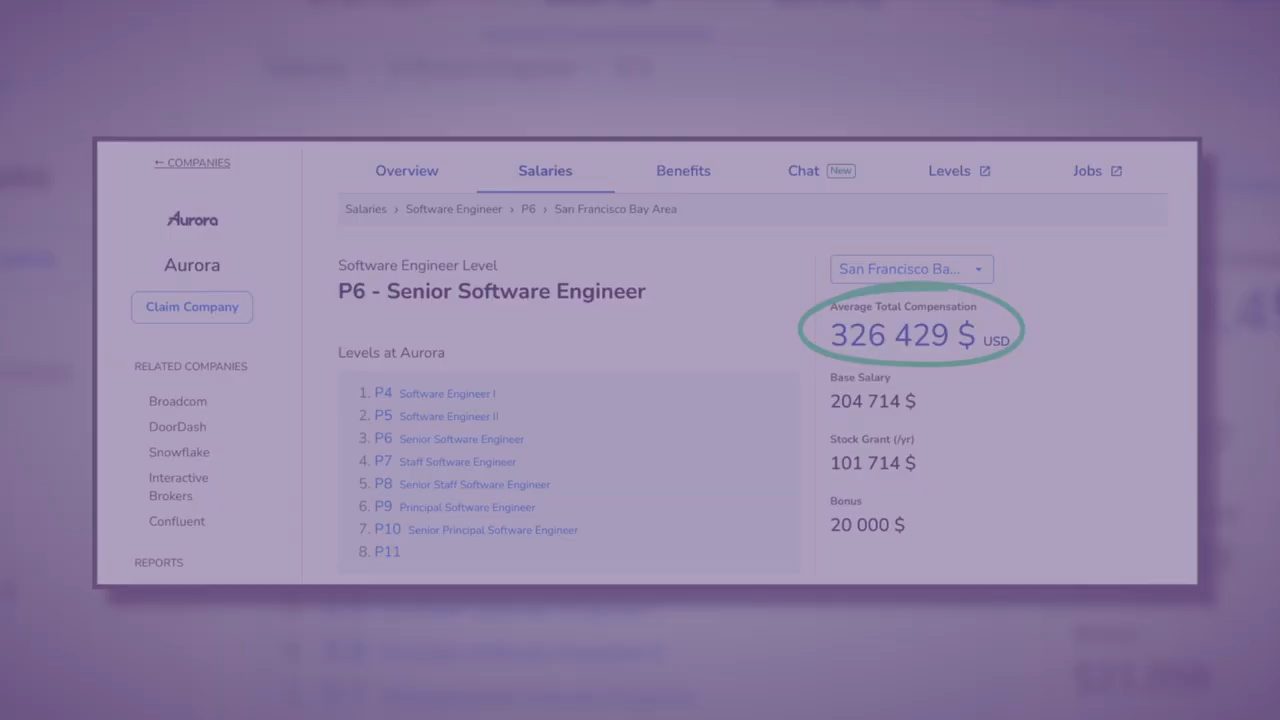 ← COMPANIES
Aurora
Aurora
Claim Company
RELATED COMPANIES
Broadcom
DoorDash
Snowflake
Interactive
Brokers
Confluent
REPORTS
Overview Salaries Benefits Chat New Levels Jobs
Salaries › Software Engineer › P6 › San Francisco Bay Area
Software Engineer Level
P6 - Senior Software Engineer
Levels at Aurora
1. P4 Software Engineer I
2. P5 Software Engineer II
3. P6 Senior Software Engineer
4. P7 Staff Software Engineer
5. P8 Senior Staff Software Engineer
6. P9 Principal Software Engineer
7. P10 Senior Principal Software Engineer
8. P11
San Francisco Ba...
Average Total Compensation
326 429 $ USD
Base Salary
204 714 $
Stock Grant (/yr)
101 714 $
Bonus
20 000 $